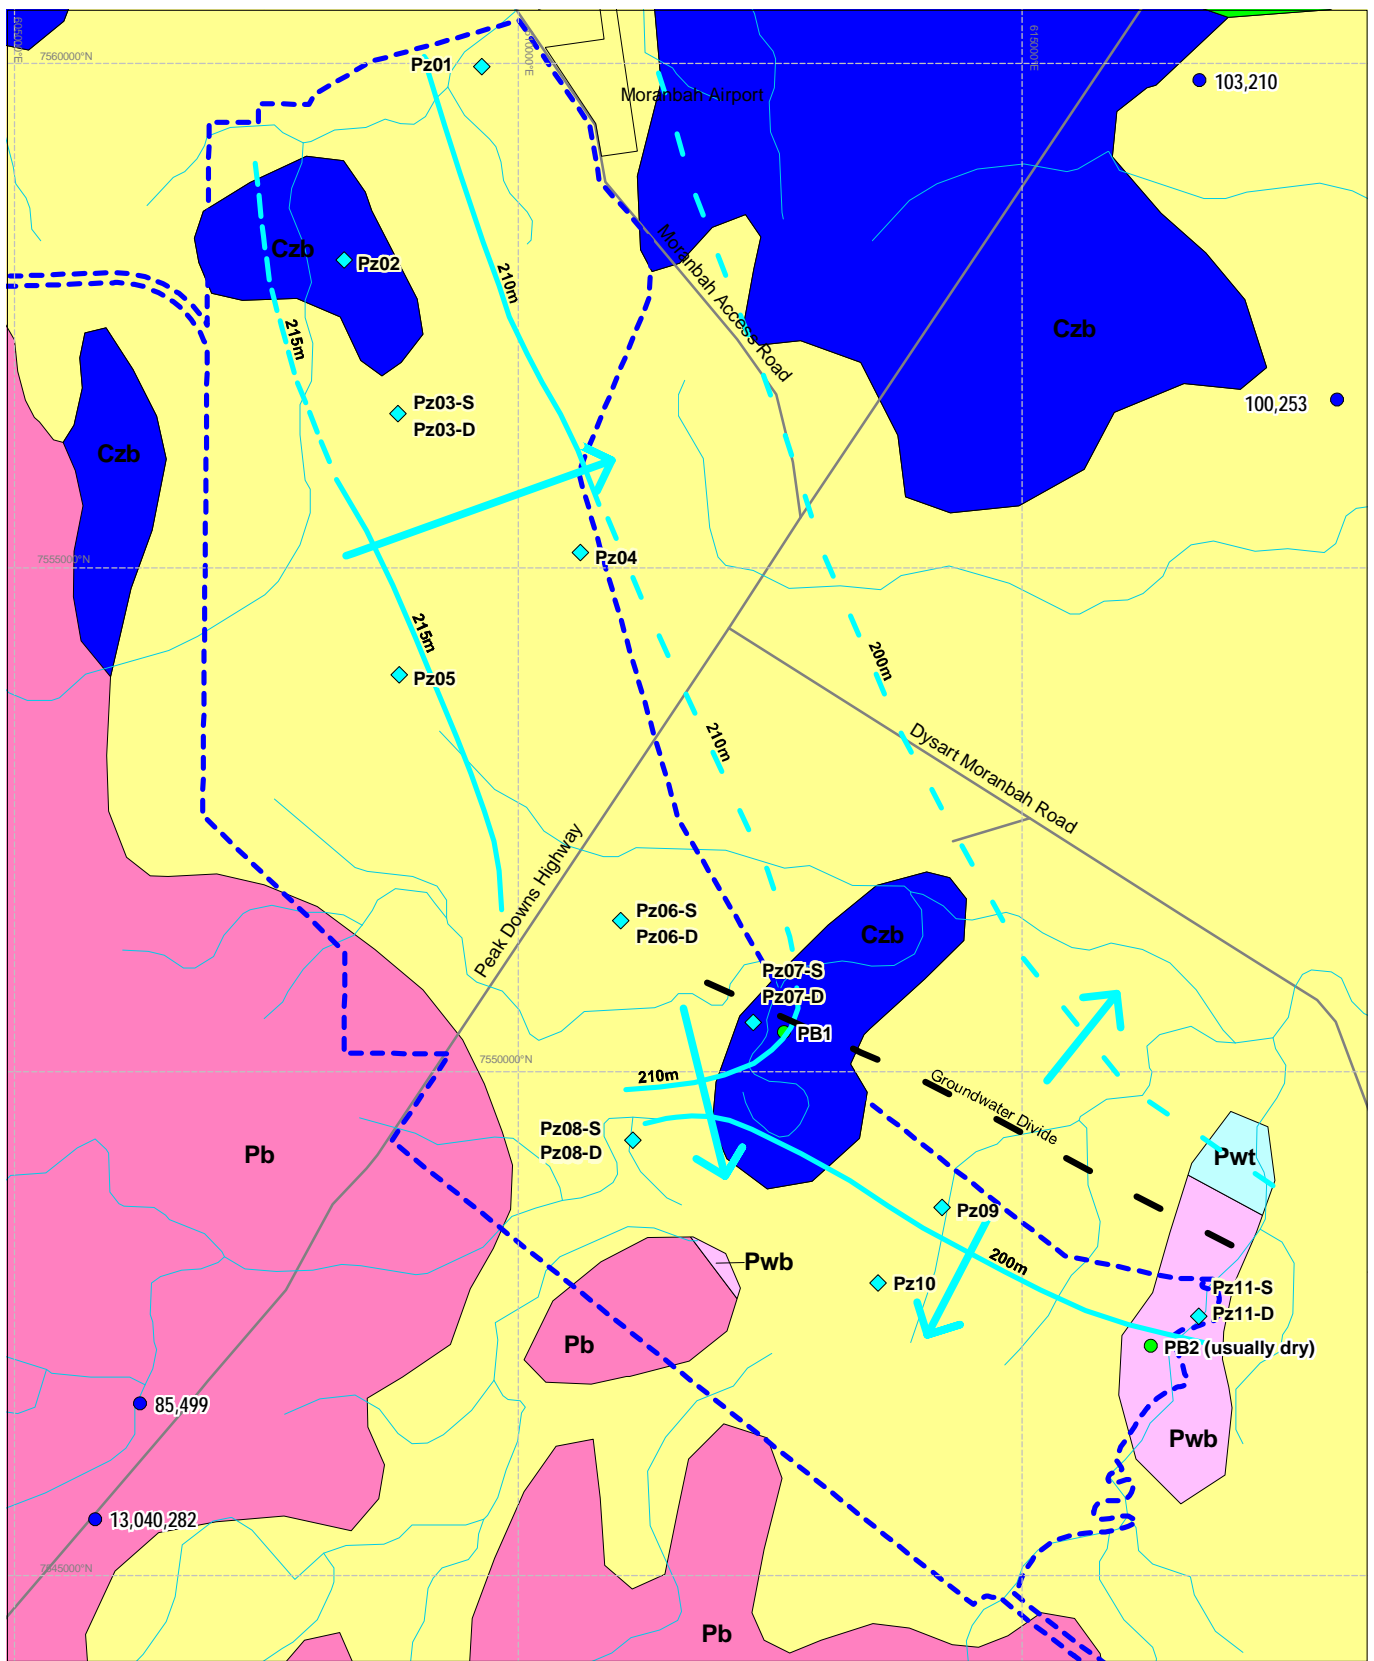 605000°E
610000°E
615000°E
7560000°N
Pz01
Moranbah Airport
103,210
Czb
Pz02
210m
Moranbah Access Road
215m
Czb
Pz03-S
Pz03-D
100,253
Czb
7555000°N
Pz04
215m
200m
Pz05
210m
Dysart Moranbah Road
Peak Downs Highway
Pz06-S
Pz06-D
Czb
Pz07-S
Pz07-D
PB1
7550000°N
210m
Groundwater Divide
Pz08-S
Pz08-D
Pb
Pwt
Pz09
Pwb
200m
Pz10
Pz11-S
Pz11-D
Pb
PB2 (usually dry)
85,499
Pwb
13,040,282
7545000°N
Pb